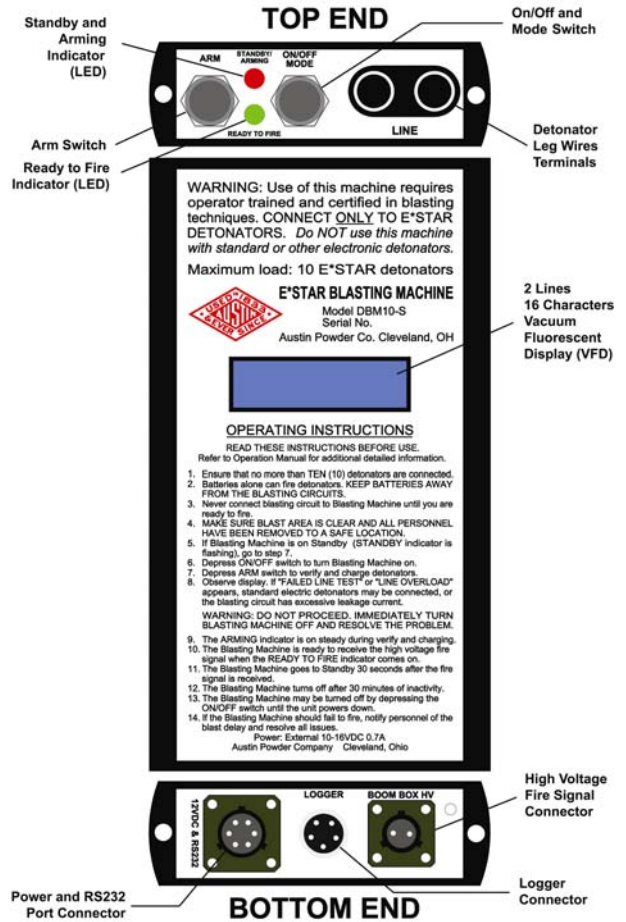 TOP END
Standby and
Arming
Indicator
(LED)
On/Off and
Mode Switch
ARM
STANDBY/
ARMING
ON/OFF
MODE
READY TO FIRE
LINE
Arm Switch
Ready to Fire
Indicator (LED)
Detonator
Leg Wires
Terminals
WARNING: Use of this machine requires
operator trained and certified in blasting
techniques. CONNECT ONLY TO E*STAR
DETONATORS. Do NOT use this machine
with standard or other electronic detonators.
Maximum load: 10 E*STAR detonators
USED IN 1833
AUSTIN
& EVER SINCE
E*STAR BLASTING MACHINE
Model DBM10-S
Serial No.
Austin Powder Co. Cleveland, OH
2 Lines
16 Characters
Vacuum
Fluorescent
Display (VFD)
OPERATING INSTRUCTIONS
READ THESE INSTRUCTIONS BEFORE USE.
Refer to Operation Manual for additional detailed information.
1. Ensure that no more than TEN (10) detonators are connected.
2. Batteries alone can fire detonators. KEEP BATTERIES AWAY
FROM THE BLASTING CIRCUITS.
3. Never connect blasting circuit to Blasting Machine until you are
ready to fire.
4. MAKE SURE BLAST AREA IS CLEAR AND ALL PERSONNEL
HAVE BEEN REMOVED TO A SAFE LOCATION.
5. If Blasting Machine is on Standby (STANDBY indicator is
flashing), go to step 7.
6. Depress ON/OFF switch to turn Blasting Machine on.
7. Depress ARM switch to verify and charge detonators.
8. Observe display. If "FAILED LINE TEST" or "LINE OVERLOAD"
appears, standard electric detonators may be connected, or
the blasting circuit has excessive leakage current.
WARNING: DO NOT PROCEED. IMMEDIATELY TURN
BLASTING MACHINE OFF AND RESOLVE THE PROBLEM.
9. The ARMING indicator is on steady during verify and charging.
10. The Blasting Machine is ready to receive the high voltage fire
signal when the READY TO FIRE indicator comes on.
11. The Blasting Machine goes to Standby 30 seconds after the fire
signal is received.
12. The Blasting Machine turns off after 30 minutes of inactivity.
13. The Blasting Machine may be turned off by depressing the
ON/OFF switch until the unit powers down.
14. If the Blasting Machine should fail to fire, notify personnel of the
blast delay and resolve all issues.
Power: External 10-16VDC 0.7A
Austin Powder Company Cleveland, Ohio
12VDC & RS232
LOGGER
BOOM BOX HV
High Voltage
Fire Signal
Connector
Power and RS232
Port Connector
Logger
Connector
BOTTOM END